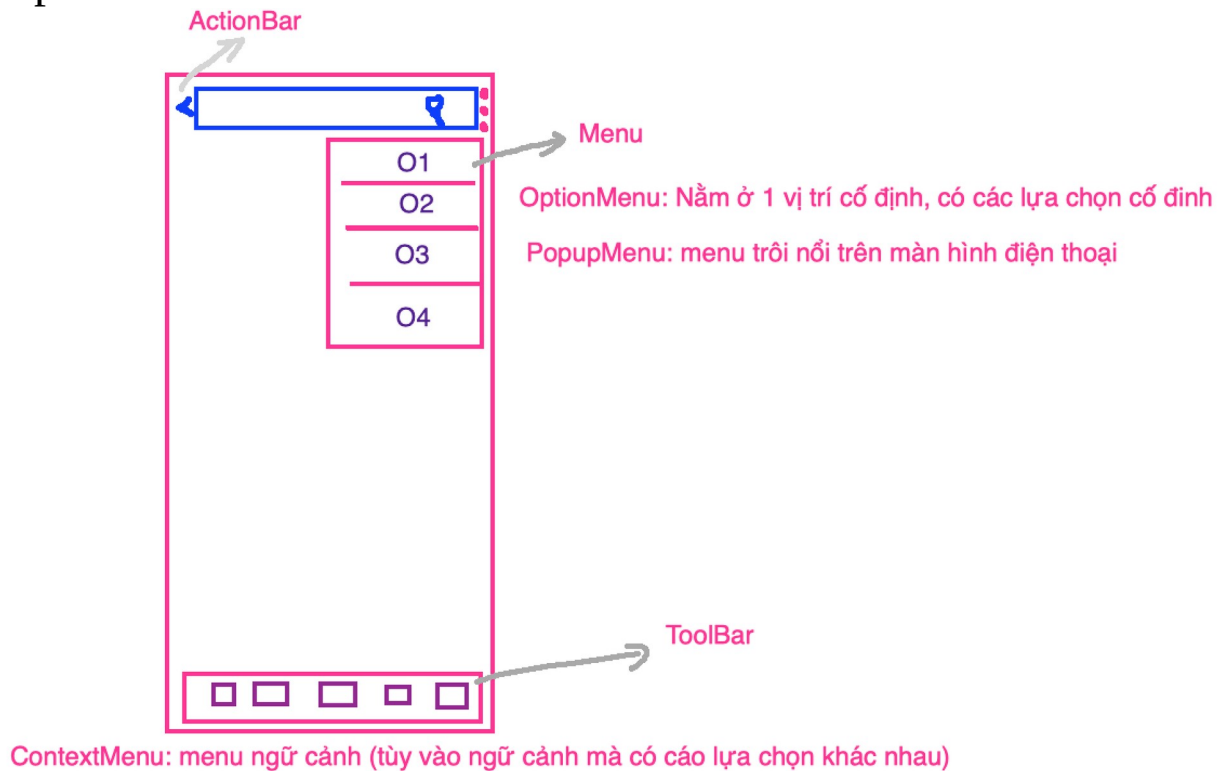 ActionBar
Menu
O1
O2
OptionMenu: Nằm ở 1 vị trí cố định, có các lựa chọn cố đinh
O3
PopupMenu: menu trôi nổi trên màn hình điện thoại
O4
ToolBar
ContextMenu: menu ngữ cảnh (tùy vào ngữ cảnh mà có cáo lựa chọn khác nhau)